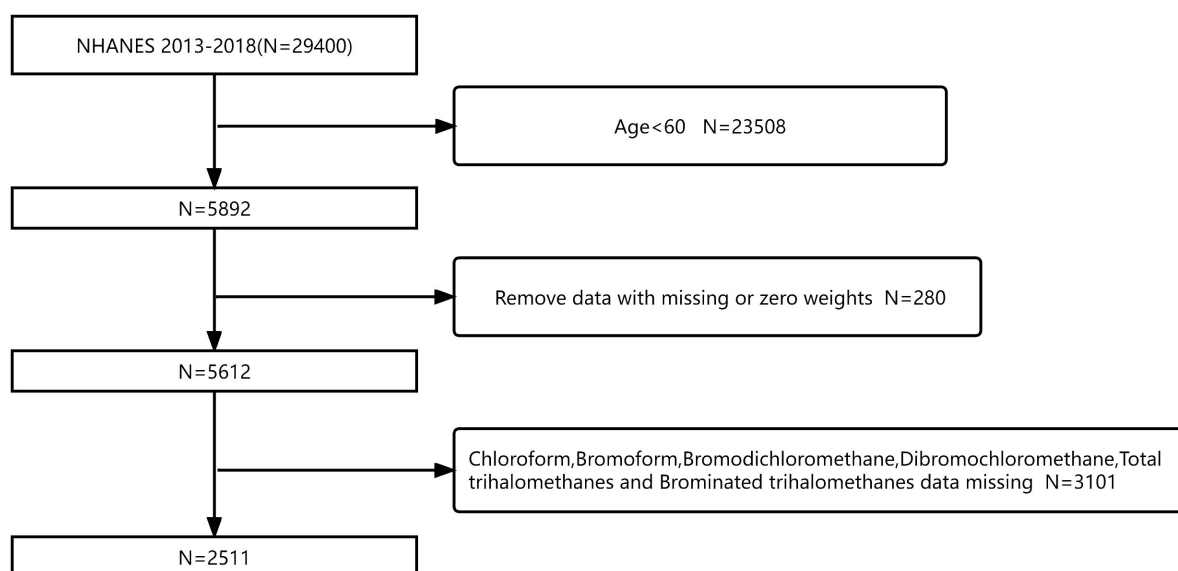 NHANES 2013-2018(N=29400)
Age<60 N=23508
N=5892
Remove data with missing or zero weights N=280
N=5612
Chloroform,Bromoform,Bromodichloromethane,Dibromochloromethane,Total
trihalomethanes and Brominated trihalomethanes data missing N=3101
N=2511